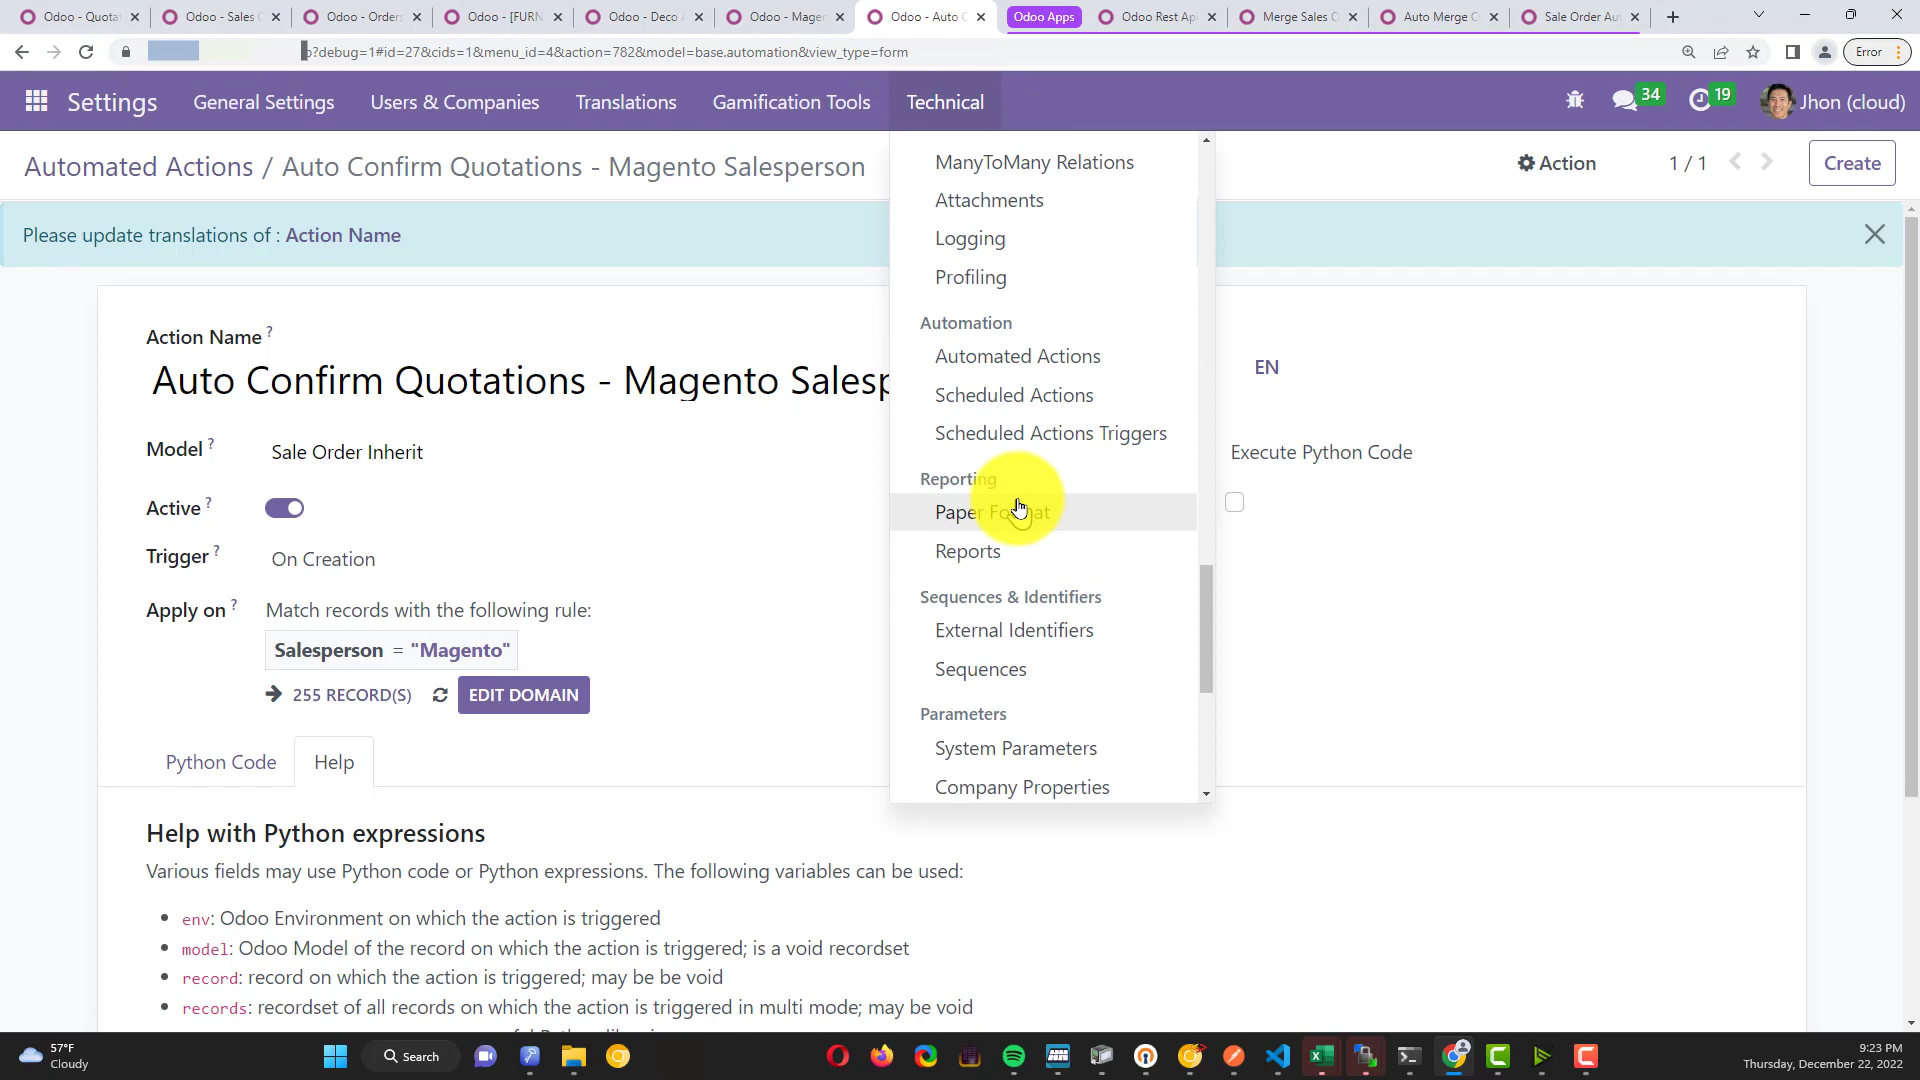 Odoo - Quotat
Odoo - Sales O
Odoo - Orders
Odoo - [FURN
Odoo - Deco A
Odoo - Magen
Odoo - Auto C
Odoo Apps
Odoo Rest Ap
Merge Sales O
Auto Merge C
Sale Order Aut
?debug=1#id=27&cids=1&menu_id=4&action=782&model=base.automation&view_type=form
Error
Settings
General Settings
Users & Companies
Translations
Gamification Tools
Technical
34
19
Jhon (cloud)
Automated Actions / Auto Confirm Quotations - Magento Salesperson
Action
1 / 1
Create
Please update translations of : Action Name
ManyToMany Relations
Attachments
Logging
Profiling
Automation
Automated Actions
Scheduled Actions
Scheduled Actions Triggers
Reporting
Paper Format
Reports
Sequences & Identifiers
External Identifiers
Sequences
Parameters
System Parameters
Company Properties
Action Name ?
Auto Confirm Quotations - Magento Salesp
EN
Model ?
Sale Order Inherit
Execute Python Code
Active ?
Trigger ?
On Creation
Apply on ?
Match records with the following rule:
Salesperson = "Magento"
255 RECORD(S)
EDIT DOMAIN
Python Code
Help
Help with Python expressions
Various fields may use Python code or Python expressions. The following variables can be used:
env: Odoo Environment on which the action is triggered
model: Odoo Model of the record on which the action is triggered; is a void recordset
record: record on which the action is triggered; may be be void
records: recordset of all records on which the action is triggered in multi mode; may be void
57°F
Cloudy
Search
9:23 PM
Thursday, December 22, 2022